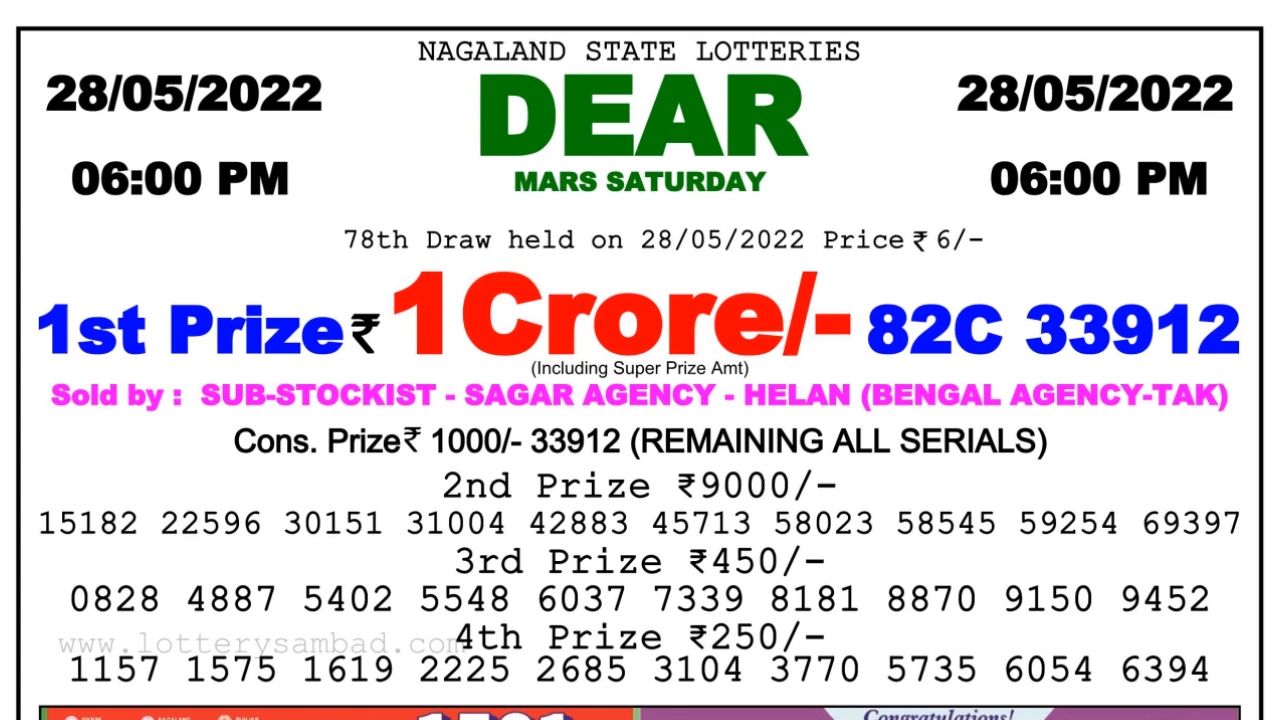 NAGALAND STATE LOTTERIES
28/05/2022 DEAR 28/05/2022
06:00 PM MARS SATURDAY 06:00 PM
78th Draw held on 28/05/2022 Price ₹ 6/-
1st Prize ₹ 1Crore/- 82C 33912
(Including Super Prize Amt)
Sold by : SUB-STOCKIST - SAGAR AGENCY - HELAN (BENGAL AGENCY-TAK)
Cons. Prize ₹ 1000/- 33912 (REMAINING ALL SERIALS)
2nd Prize ₹9000/-
15182 22596 30151 31004 42883 45713 58023 58545 59254 69397
3rd Prize ₹450/-
0828 4887 5402 5548 6037 7339 8181 8870 9150 9452
www.lotterysambad.com
4th Prize ₹250/-
1157 1575 1619 2225 2685 3104 3770 5735 6054 6394
Congratulations!